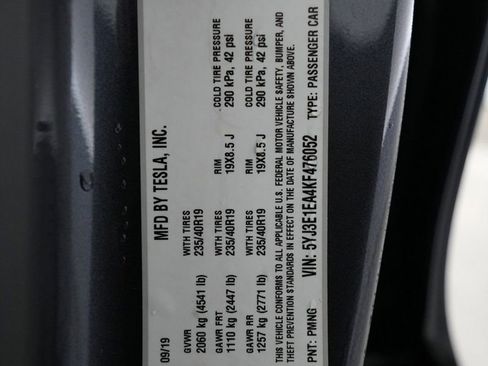 09/19 MFD BY TESLA, INC.
GVWR WITH TIRES RIM COLD TIRE PRESSURE
2060 kg (4541 lb) 235/40R19 19X8.5 J 290 kPa, 42 psi
GAWR FRT WITH TIRES RIM COLD TIRE PRESSURE
1110 kg (2447 lb) 235/40R19 19X8.5 J 290 kPa, 42 psi
GAWR RR
1257 kg (2771 lb)
THIS VEHICLE CONFORMS TO ALL APPLICABLE U.S. FEDERAL MOTOR VEHICLE SAFETY, BUMPER, AND
THEFT PREVENTION STANDARDS IN EFFECT ON THE DATE OF MANUFACTURE SHOWN ABOVE.
PNT: PMNG VIN: 5YJ3E1EA4KF476052 TYPE: PASSENGER CAR